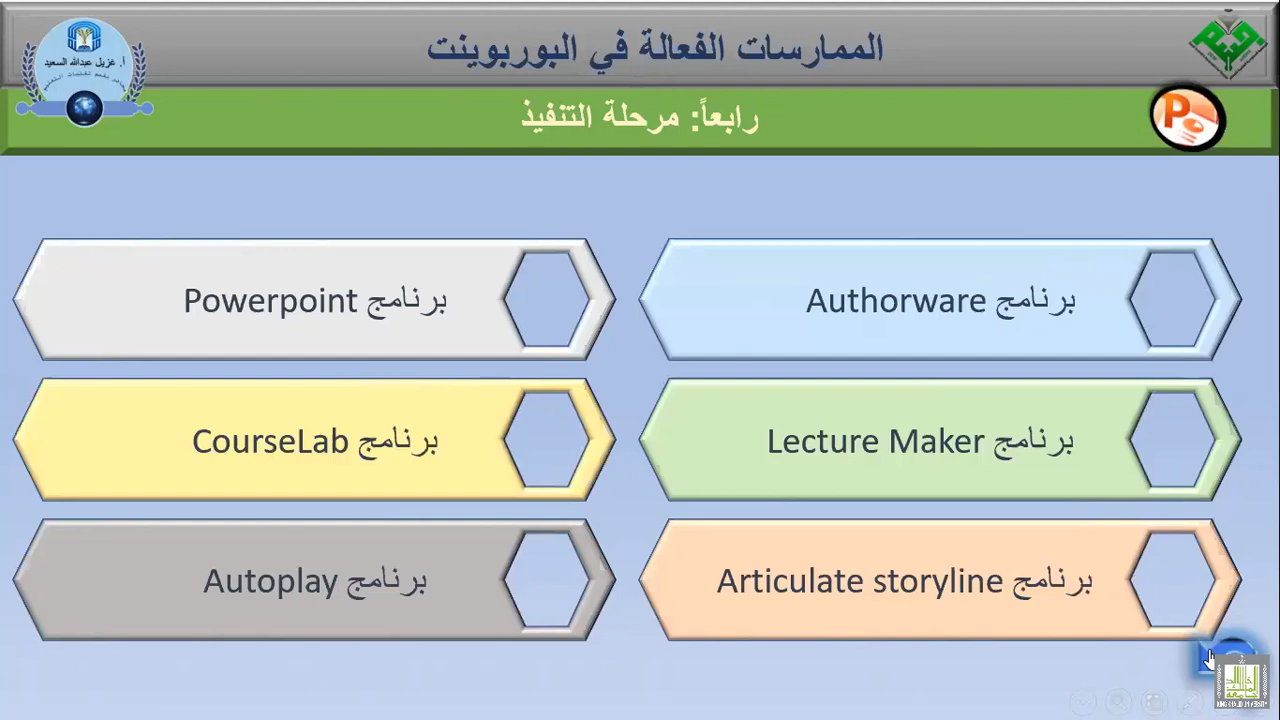 الممارسات الفعالة في البوربوينت
رابعاً: مرحلة التنفيذ
أ. غزيل عبدالله السعيد
برنامج Authorware
برنامج Powerpoint
برنامج Lecture Maker
برنامج CourseLab
برنامج Articulate storyline
برنامج Autoplay